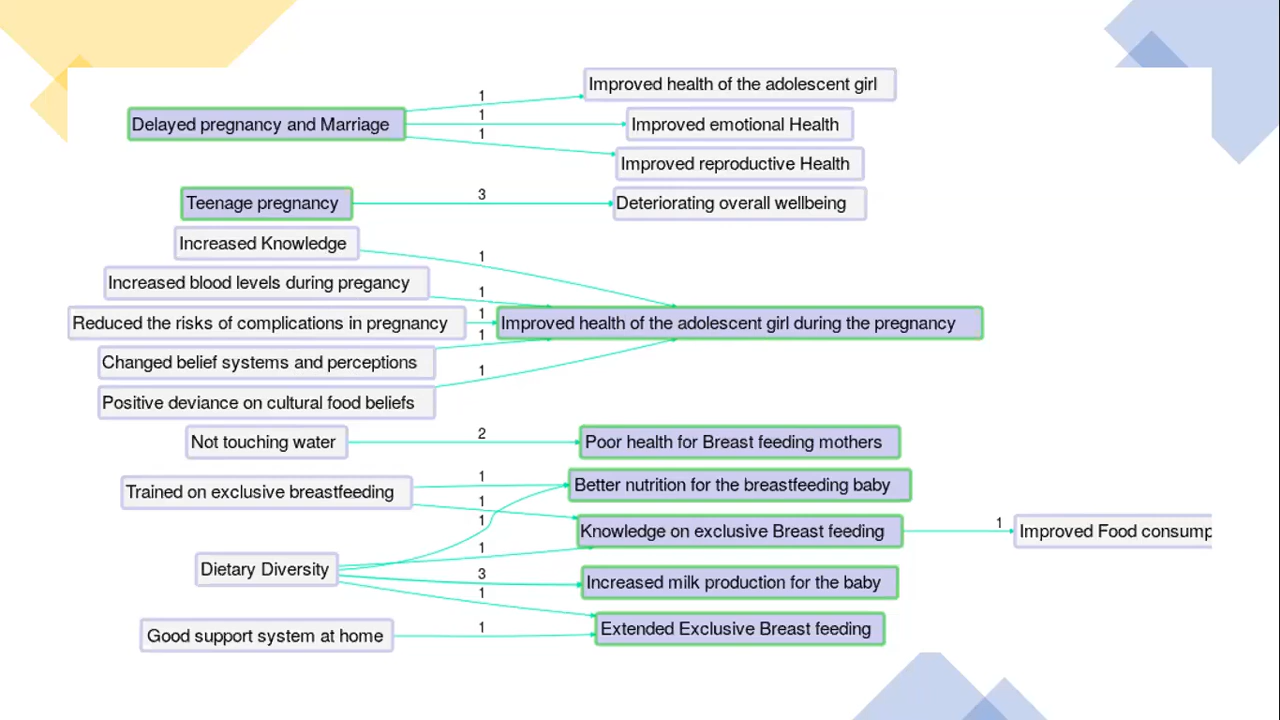 Improved health of the adolescent girl
1
Delayed pregnancy and Marriage
1
Improved emotional Health
1
Improved reproductive Health
Teenage pregnancy
3
Deteriorating overall wellbeing
Increased Knowledge
1
Increased blood levels during pregancy
1
Reduced the risks of complications in pregnancy
1
Improved health of the adolescent girl during the pregnancy
1
Changed belief systems and perceptions
1
Positive deviance on cultural food beliefs
Not touching water
2
Poor health for Breast feeding mothers
Trained on exclusive breastfeeding
1
Better nutrition for the breastfeeding baby
1
1
Knowledge on exclusive Breast feeding
1
Improved Food consump
1
Dietary Diversity
3
Increased milk production for the baby
1
Extended Exclusive Breast feeding
Good support system at home
1